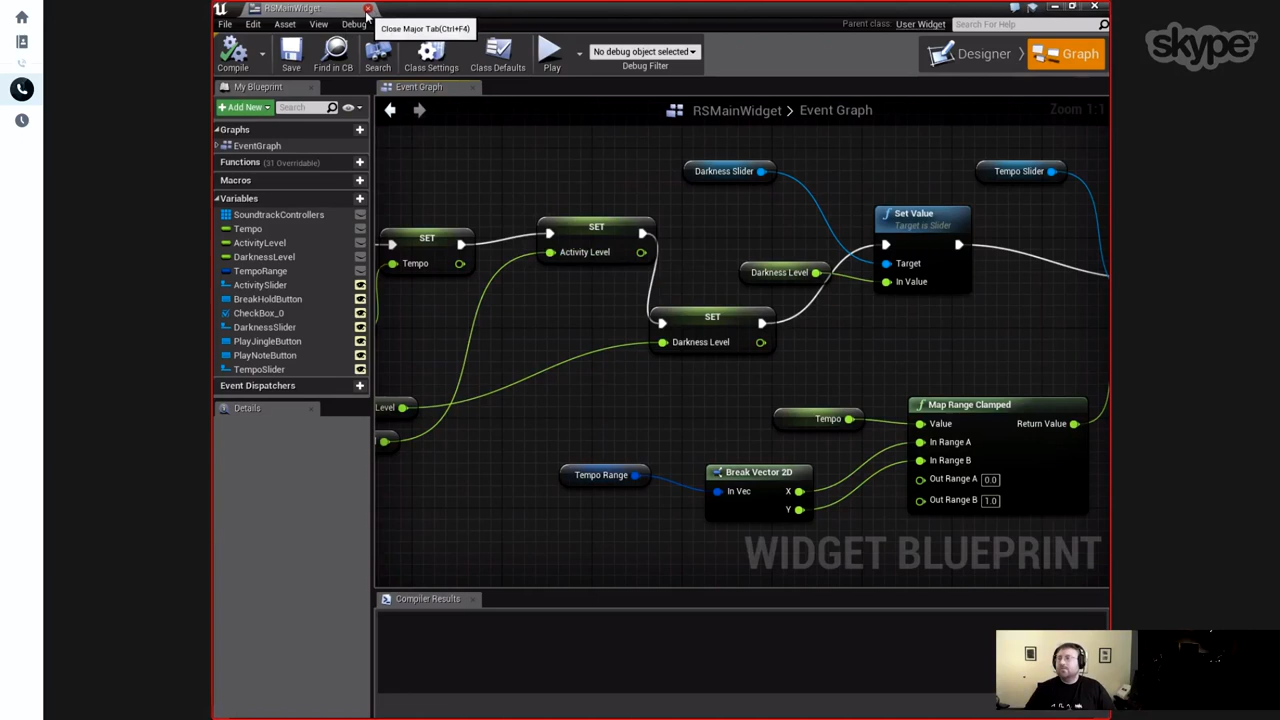 RSMainWidget
File Edit Asset View Debug
Close Major Tab(Ctrl+F4)
Parent class: User Widget Search For Help
skype
Compile Save Find in CB Search Class Settings Class Defaults Play
No debug object selected
Debug Filter
Designer Graph
My Blueprint
Event Graph
+Add New Search
RSMainWidget > Event Graph
Zoom 1:1
Graphs
EventGraph
Functions (31 Overridable)
Macros
Variables
SoundtrackControllers
Tempo
ActivityLevel
DarknessLevel
TempoRange
ActivitySlider
BreakHoldButton
CheckBox_0
DarknessSlider
PlayJingleButton
PlayNoteButton
TempoSlider
Event Dispatchers
Details
Darkness Slider
Tempo Slider
SET
Tempo
SET
Activity Level
Set Value
Target is Slider
Target
In Value
Darkness Level
SET
Darkness Level
Level
Tempo
Map Range Clamped
Value Return Value
In Range A
In Range B
Out Range A 0.0
Out Range B 1.0
Tempo Range
Break Vector 2D
In Vec X
Y
WIDGET BLUEPRINT
Compiler Results